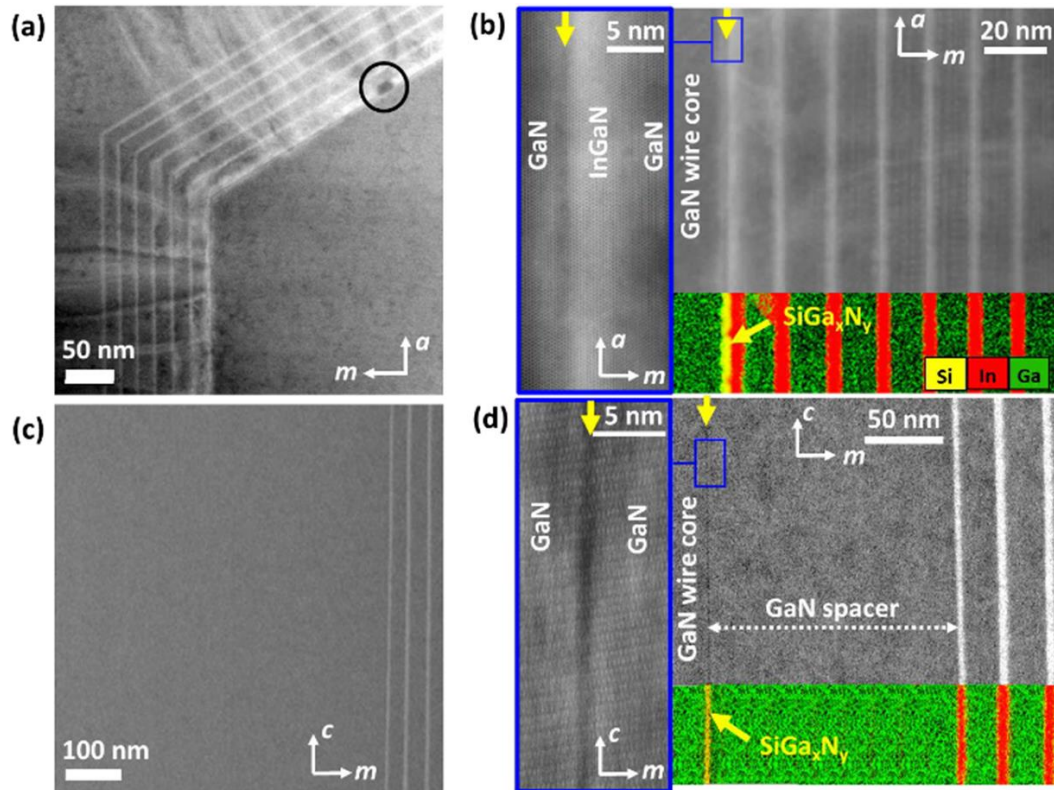 (a)
50 nm
a
m
(b)
5 nm
GaN
InGaN
GaN
a
m
GaN wire core
a
m
20 nm
SiGaxNy
Si
In
Ga
(c)
100 nm
c
m
(d)
5 nm
GaN
GaN
c
m
GaN wire core
c
m
50 nm
GaN spacer
SiGaxNy